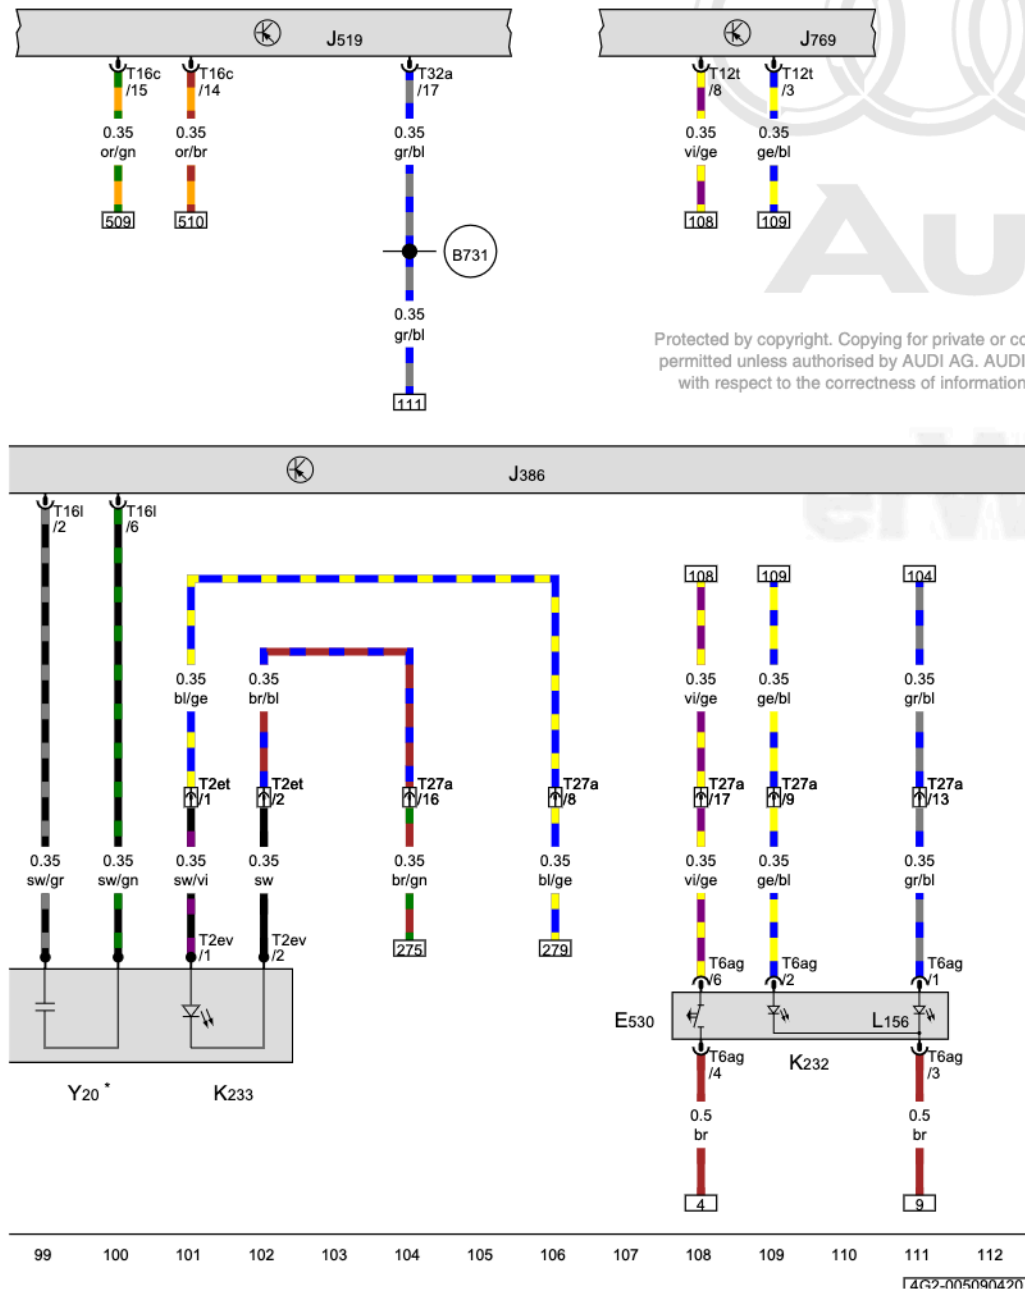 J519
J769
T16c
/15
T16c
/14
T32a
/17
T12t
/8
T12t
/3
0.35
or/gn
0.35
or/br
0.35
gr/bl
0.35
vi/ge
0.35
ge/bl
509
510
108
109
B731
0.35
gr/bl
111
Au
Protected by copyright. Copying for private or co
permitted unless authorised by AUDI AG. AUDI
with respect to the correctness of information
J386
erW
T16l
/2
T16l
/6
108
109
104
0.35
bl/ge
0.35
br/bl
0.35
vi/ge
0.35
ge/bl
0.35
gr/bl
T2et
/1
T2et
/2
T27a
/16
T27a
/8
T27a
/17
T27a
/9
T27a
/13
0.35
sw/gr
0.35
sw/gn
0.35
sw/vi
0.35
sw
0.35
br/gn
0.35
bl/ge
0.35
vi/ge
0.35
ge/bl
0.35
gr/bl
T2ev
/1
T2ev
/2
275
279
T6ag
/6
T6ag
/2
T6ag
/1
E530
L156
K232
T6ag
/4
T6ag
/3
Y20 *
K233
0.5
br
0.5
br
4
9
99 100 101 102 103 104 105 106 107 108 109 110 111 112
4G2-005090420